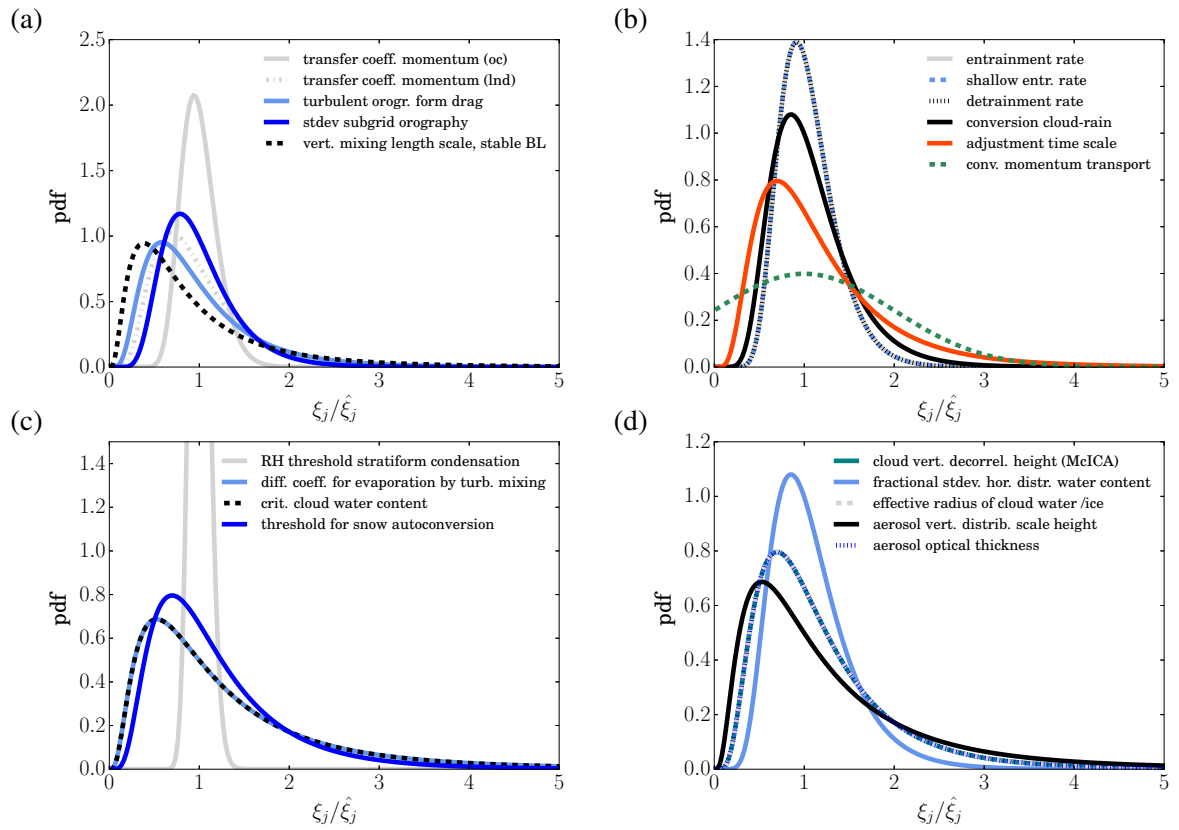 (a)
2.5
2.0
1.5
1.0
0.5
0.0
pdf
transfer coeff. momentum (oc)
transfer coeff. momentum (lnd)
turbulent orogr. form drag
stdev subgrid orography
vert. mixing length scale, stable BL
0 1 2 3 4 5
ξj/ξ̂j
(b)
1.4
1.2
1.0
0.8
0.6
0.4
0.2
0.0
pdf
entrainment rate
shallow entr. rate
detrainment rate
conversion cloud-rain
adjustment time scale
conv. momentum transport
0 1 2 3 4 5
ξj/ξ̂j
(c)
1.4
1.2
1.0
0.8
0.6
0.4
0.2
0.0
pdf
RH threshold stratiform condensation
diff. coeff. for evaporation by turb. mixing
crit. cloud water content
threshold for snow autoconversion
0 1 2 3 4 5
ξj/ξ̂j
(d)
1.2
1.0
0.8
0.6
0.4
0.2
0.0
pdf
cloud vert. decorrel. height (McICA)
fractional stdev. hor. distr. water content
effective radius of cloud water /ice
aerosol vert. distrib. scale height
aerosol optical thickness
0 1 2 3 4 5
ξj/ξ̂j